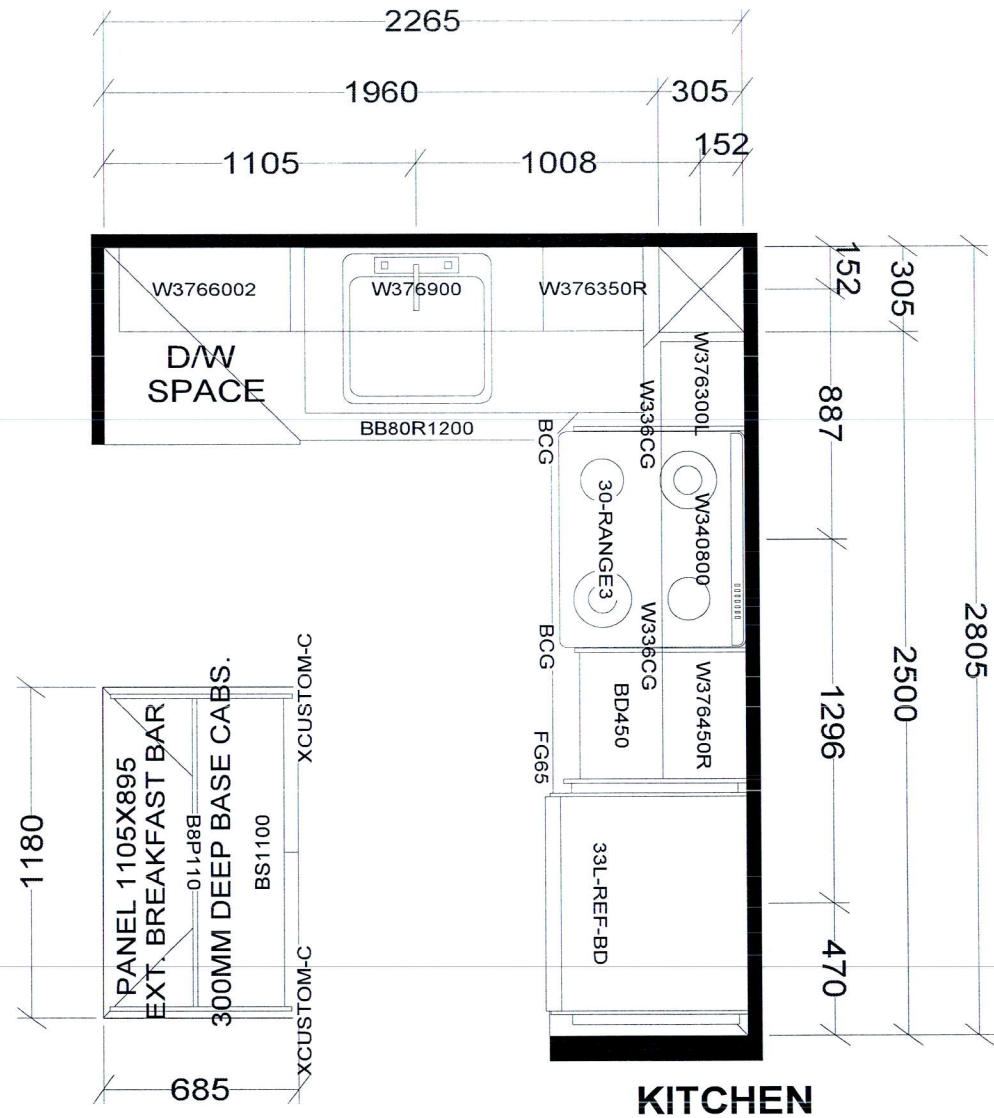 2265
1960
305
1105
1008
152
W3766002
W376900
W376350R
D/W
SPACE
BB80R1200
152
305
887
2500
2805
1296
470
W376300L
W336CG
BCG
30-RANGE3
W340800
W336CG
BCG
W376450R
BD450
FG65
33L-REF-BD
XCUSTOM-C
XCUSTOM-C
PANEL 1105X895
EXT. BREAKFAST BAR
B8P110
300MM DEEP BASE CABS.
BS1100
1180
685
KITCHEN